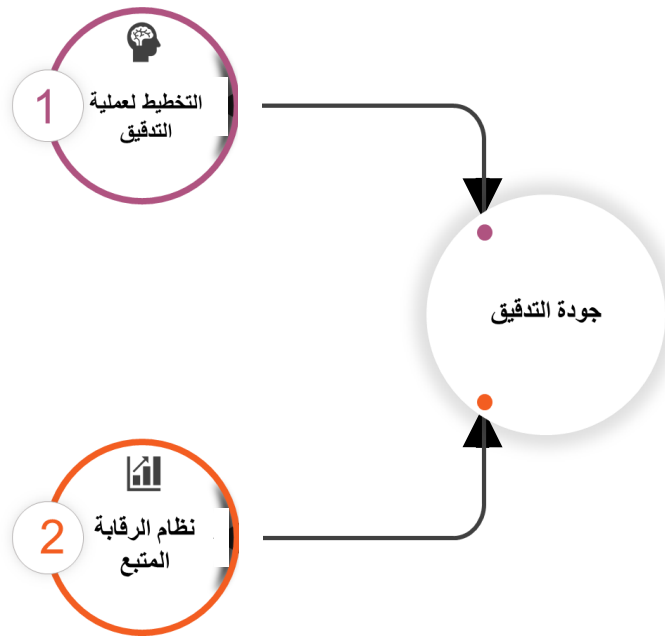 1
التخطيط لعملية
التدقيق
جودة التدقيق
2
نظام الرقابة
المتبع